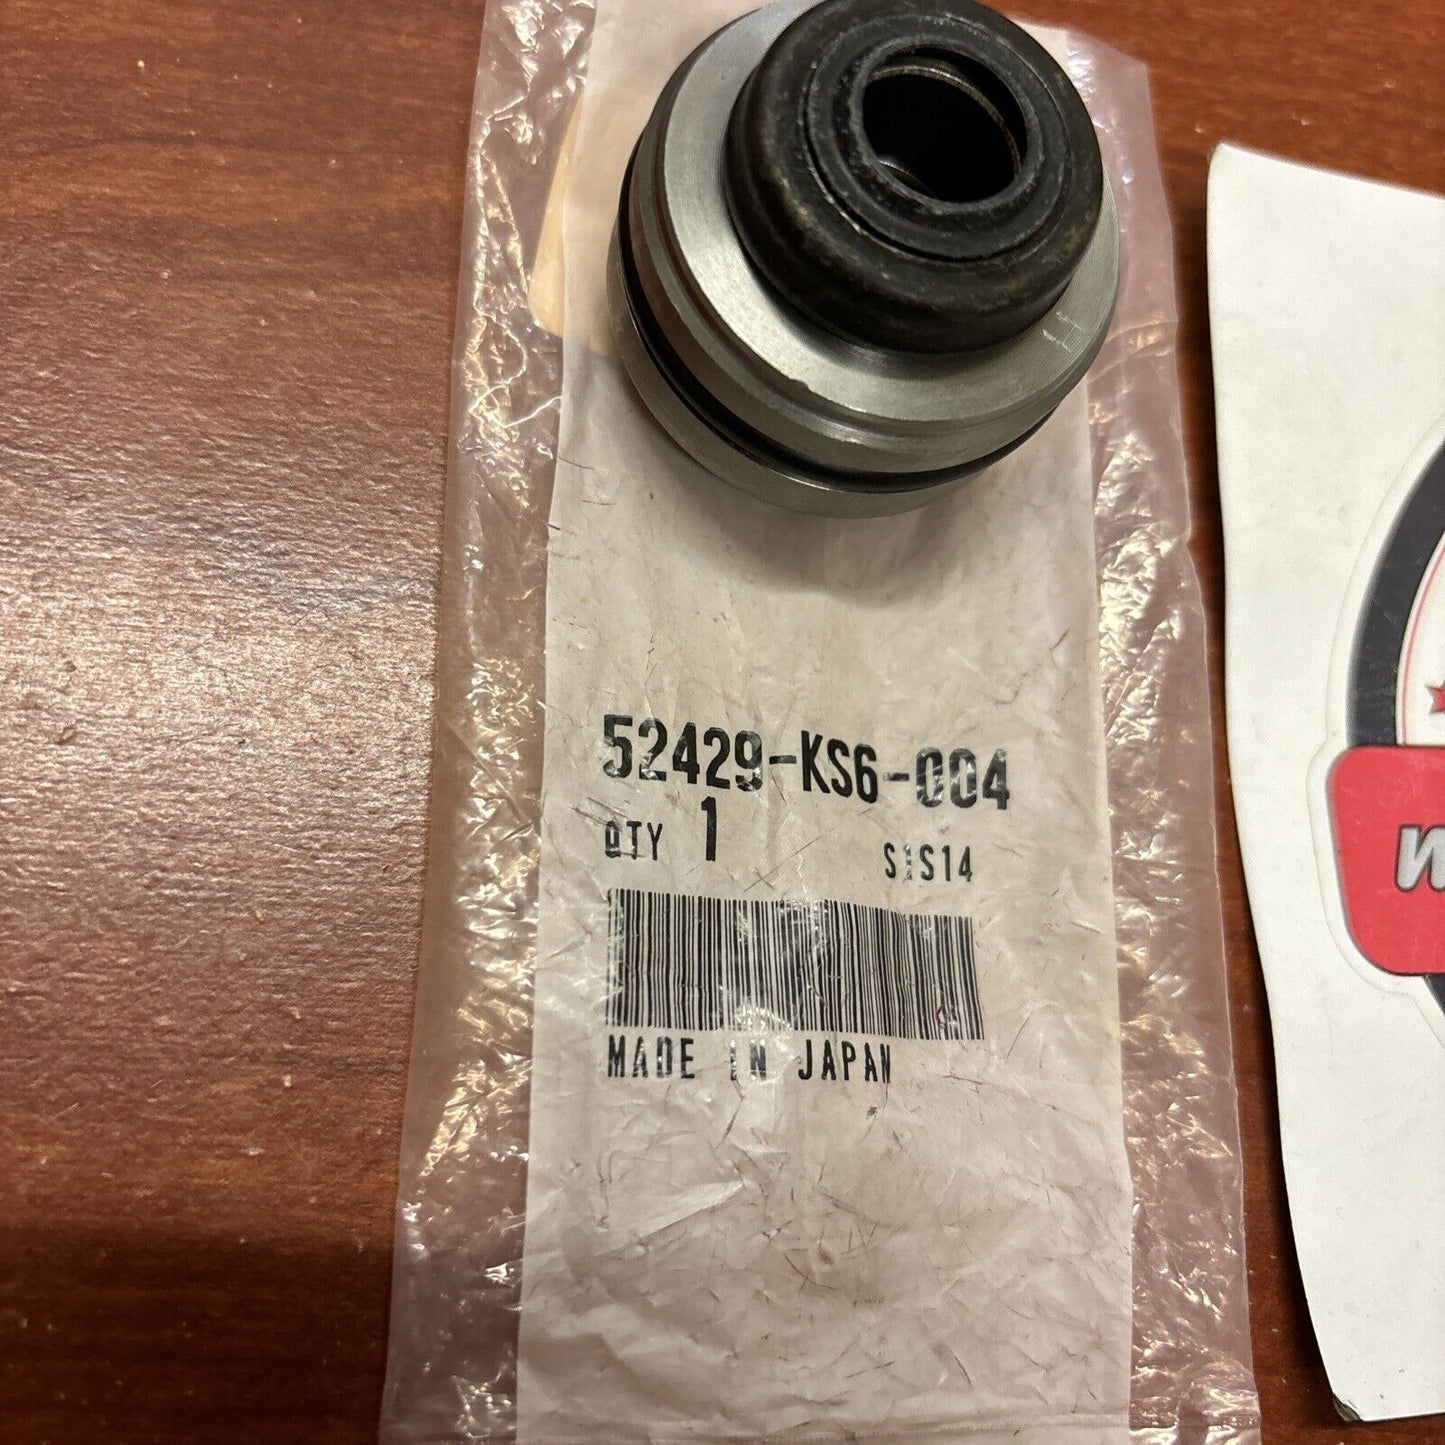 52429-KS6-004
QTY 1 S1S14
MADE IN JAPAN